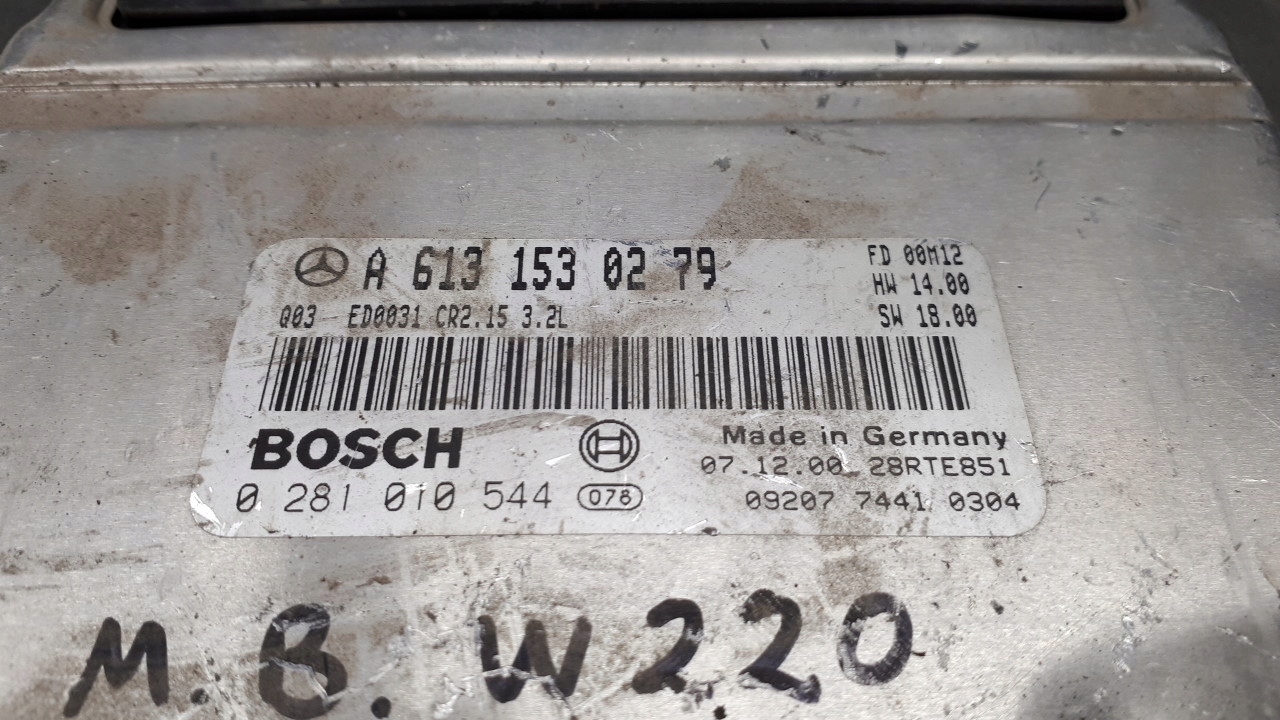 A 613 153 02 79
FD 00M12
HW 14.00
Q03 ED0031 CR2.15 3.2L
SW 18.00
BOSCH
Made in Germany
07.12.00 28RTE851
0 281 010 544 078
09207 7441 0304
M.B. W220